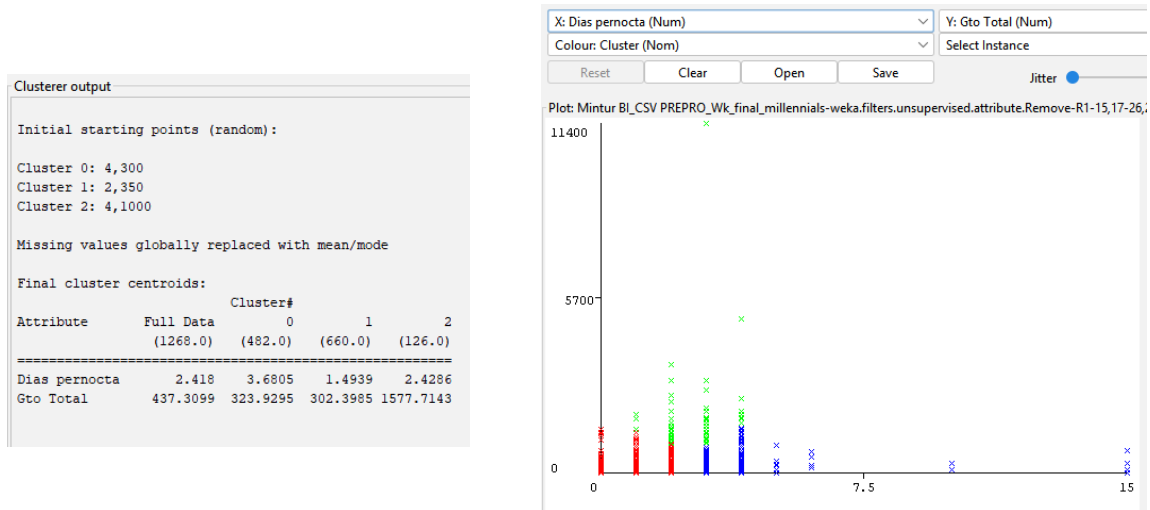 Clusterer output
Initial starting points (random):
Cluster 0: 4,300
Cluster 1: 2,350
Cluster 2: 4,1000
Missing values globally replaced with mean/mode
Final cluster centroids:
Cluster#
Attribute Full Data 0 1 2
(1268.0) (482.0) (660.0) (126.0)
================================================================
Dias pernocta 2.418 3.6805 1.4939 2.4286
Gto Total 437.3099 323.9295 302.3985 1577.7143
X: Dias pernocta (Num) Y: Gto Total (Num)
Colour: Cluster (Nom) Select Instance
Reset Clear Open Save Jitter
Plot: Mintur BI_CSV PREPRO_Wk_final_millennials-weka.filters.unsupervised.attribute.Remove-R1-15,17-26,
11400
5700
0
0 7.5 15